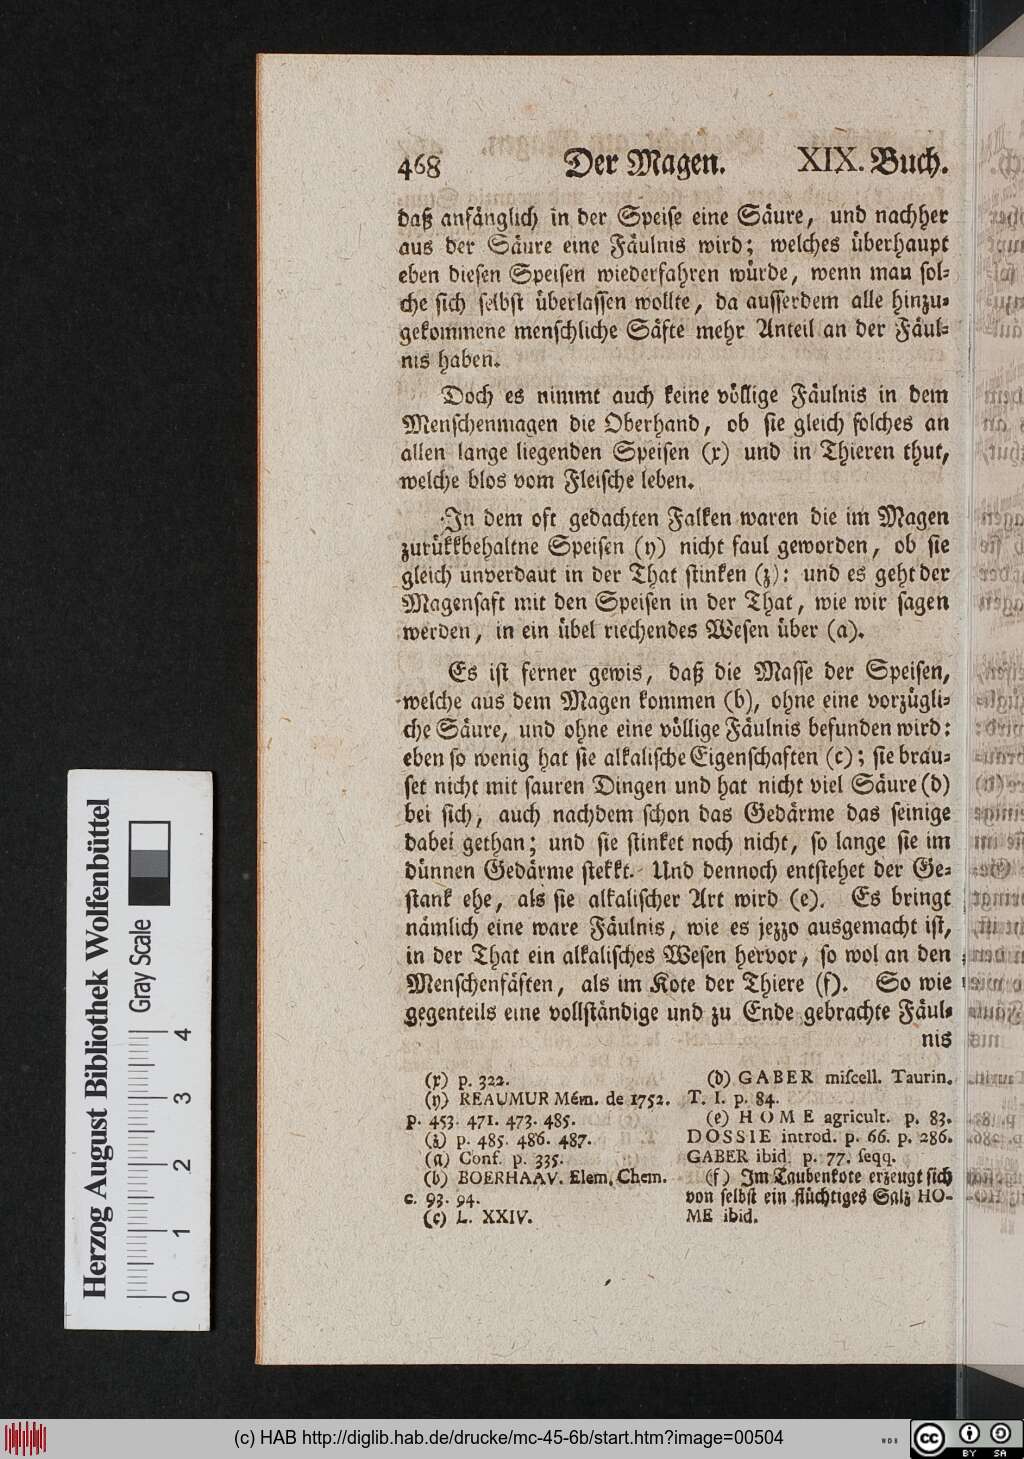 468 Der Magen. XIX. Buch.
daß anfänglich in der Speise eine Säure, und nachher
aus der Säure eine Fäulnis wird; welches überhaupt
eben diesen Speisen wiederfahren würde, wenn man sol-
che sich selbst überlassen wollte, da ausserdem alle hinzu-
gekommene menschliche Säfte mehr Anteil an der Fäul-
nis haben.
Doch es nimmt auch keine völlige Fäulnis in dem
Menschenmagen die Oberhand, ob sie gleich solches an
allen lange liegenden Speisen (x) und in Thieren thut,
welche blos vom Fleische leben.
In dem oft gedachten Falken waren die im Magen
zurükkbehaltne Speisen (y) nicht faul geworden, ob sie
gleich unverdaut in der That stinken (z): und es geht der
Magensaft mit den Speisen in der That, wie wir sagen
werden, in ein übel riechendes Wesen über (a).
Es ist ferner gewis, daß die Masse der Speisen,
welche aus dem Magen kommen (b), ohne eine vorzügli-
che Säure, und ohne eine völlige Fäulnis befunden wird:
eben so wenig hat sie alkalische Eigenschaften (c); sie brau-
set nicht mit sauren Dingen und hat nicht viel Säure (d)
bei sich, auch nachdem schon das Gedärme das seinige
dabei gethan; und sie stinket noch nicht, so lange sie im
dünnen Gedärme stekkt. Und dennoch entstehet der Ge-
stank ehe, als sie alkalischer Art wird (e). Es bringt
nämlich eine ware Fäulnis, wie es jezzo ausgemacht ist,
in der That ein alkalisches Wesen hervor, so wol an den
Menschensäften, als im Kote der Thiere (f). So wie
gegenteils eine vollständige und zu Ende gebrachte Fäul-
nis
(x) p. 322.
(y) REAUMUR Mém. de 1752.
p. 453. 471. 473. 485.
(z) p. 485. 486. 487.
(a) Conf. p. 335.
(b) BOERHAAV. Elem. Chem.
c. 93. 94.
(c) L. XXIV.
(d) GABER miscell. Taurin.
T. I. p. 84.
(e) HOME agricult. p. 83.
DOSSIE introd. p. 66. p. 286.
GABER ibid. p. 77. seqq.
(f) Im Taubenkote erzeugt sich
von selbst ein flüchtiges Salz HO-
ME ibid.
Herzog August Bibliothek Wolfenbüttel
Gray Scale
0 1 2 3 4
(c) HAB http://diglib.hab.de/drucke/mc-45-6b/start.htm?image=00504
WDB
cc BY SA